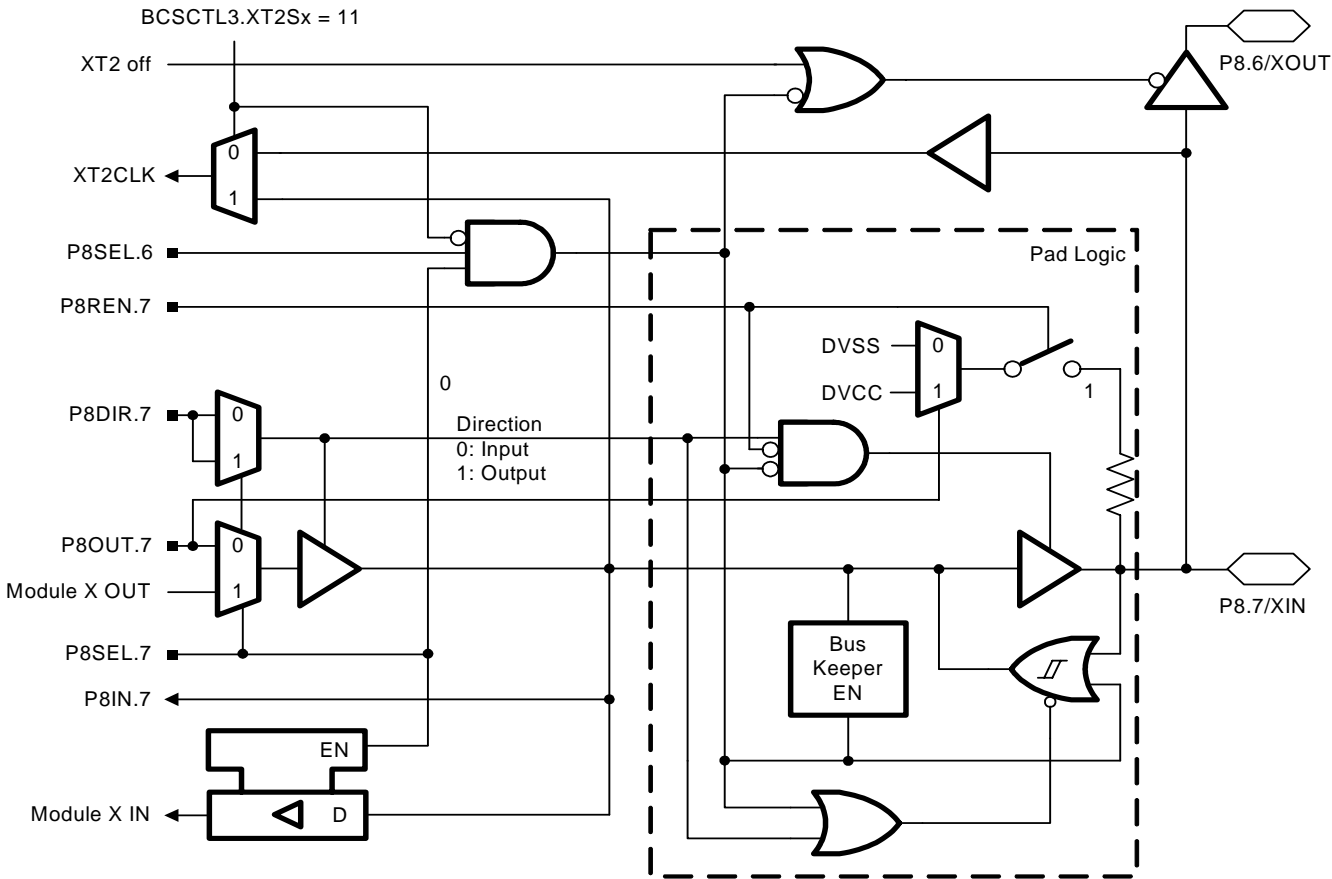 BCSCTL3.XT2Sx = 11
XT2 off
P8.6/XOUT
0
XT2CLK
1
P8SEL.6
Pad Logic
P8REN.7
DVSS
0
DVCC
1
1
0
P8DIR.7
0
1
Direction
0: Input
1: Output
P8OUT.7
0
Module X OUT
1
P8.7/XIN
P8SEL.7
Bus
Keeper
EN
P8IN.7
EN
Module X IN
D